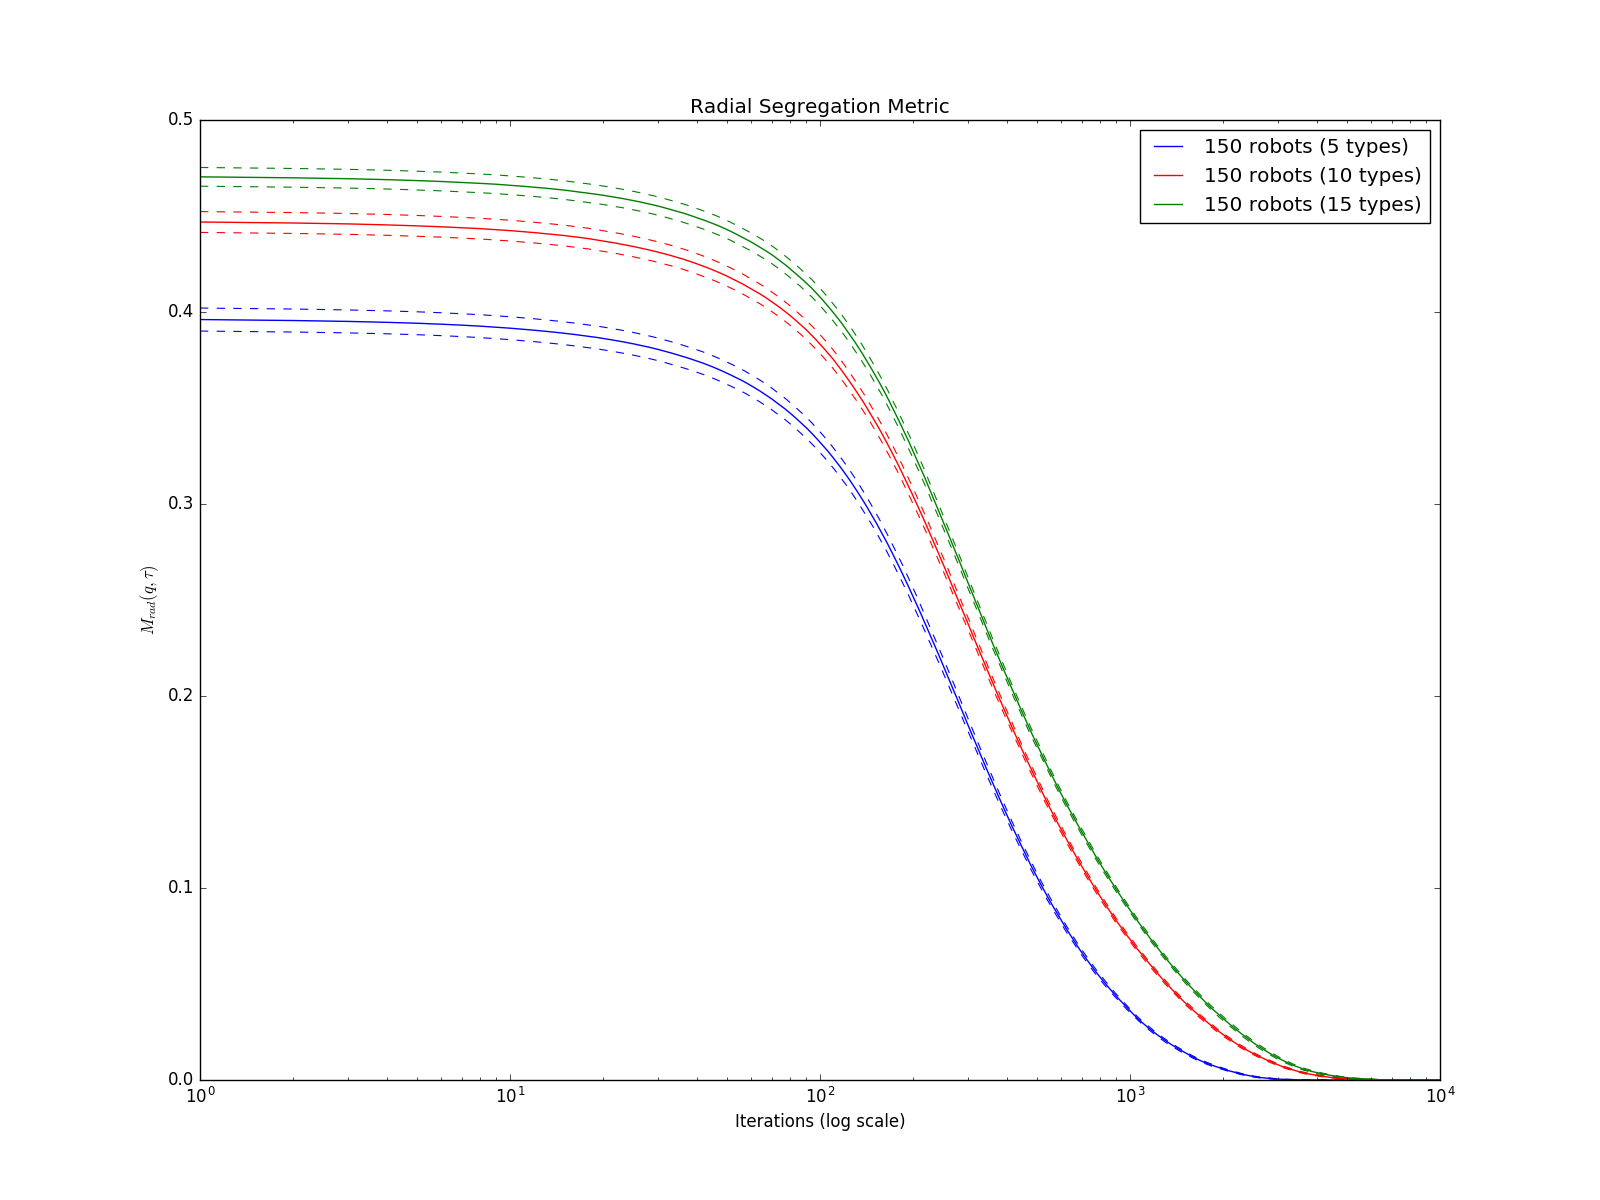 Radial Segregation Metric
0.5
0.4
0.3
0.2
0.1
0.0
M_{rad}(q, τ)
150 robots (5 types)
150 robots (10 types)
150 robots (15 types)
10^0 10^1 10^2 10^3 10^4
Iterations (log scale)